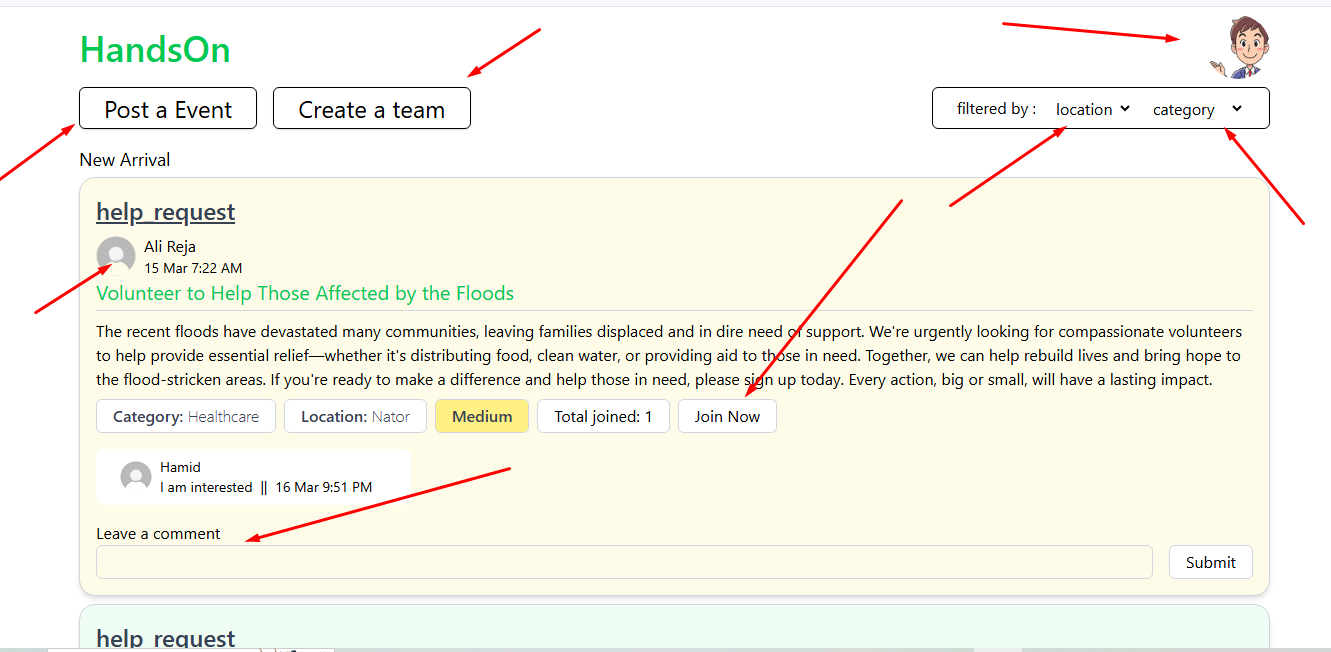 HandsOn
Post a Event
Create a team
filtered by : location category
New Arrival
help_request
Ali Reja
15 Mar 7:22 AM
Volunteer to Help Those Affected by the Floods
The recent floods have devastated many communities, leaving families displaced and in dire need of support. We're urgently looking for compassionate volunteers
to help provide essential relief—whether it's distributing food, clean water, or providing aid to those in need. Together, we can help rebuild lives and bring hope to
the flood-stricken areas. If you're ready to make a difference and help those in need, please sign up today. Every action, big or small, will have a lasting impact.
Category: Healthcare
Location: Nator
Medium
Total joined: 1
Join Now
Hamid
I am interested || 16 Mar 9:51 PM
Leave a comment
Submit
help_request